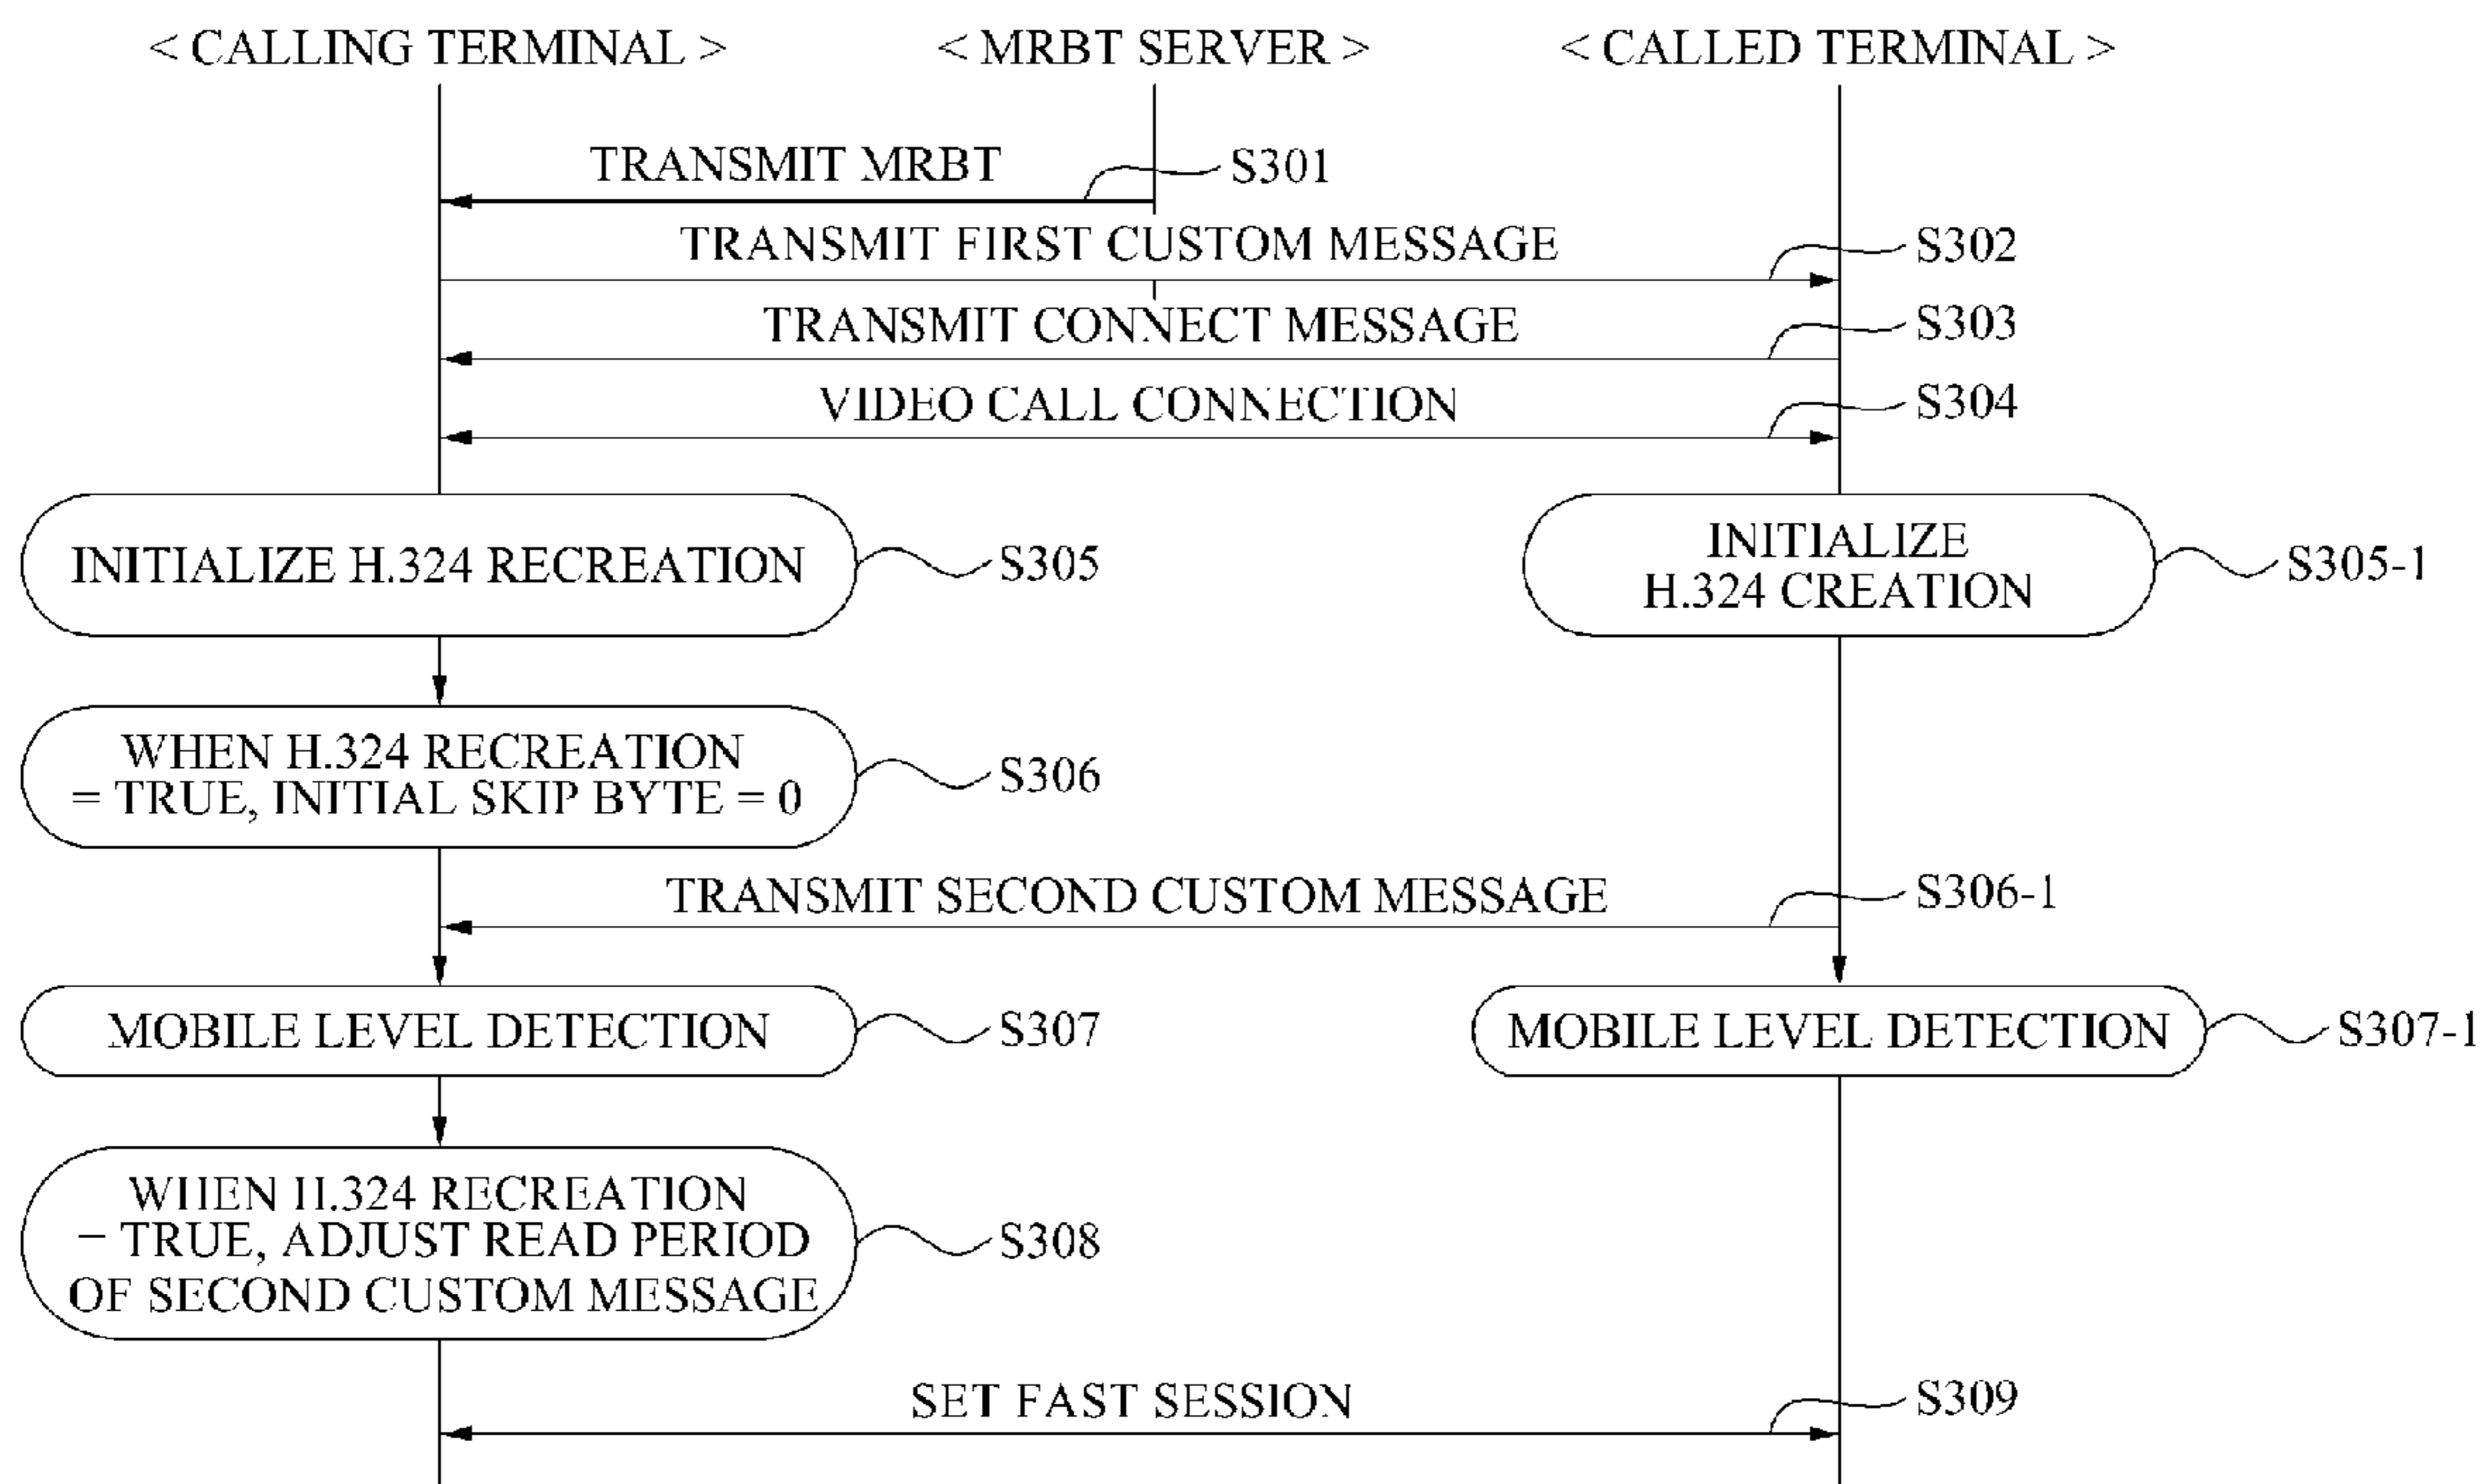 < CALLING TERMINAL >
< MRBT SERVER >
< CALLED TERMINAL >
TRANSMIT MRBT
S301
TRANSMIT FIRST CUSTOM MESSAGE
S302
TRANSMIT CONNECT MESSAGE
S303
VIDEO CALL CONNECTION
S304
INITIALIZE H.324 RECREATION
S305
INITIALIZE
H.324 CREATION
S305-1
WHEN H.324 RECREATION
= TRUE, INITIAL SKIP BYTE = 0
S306
TRANSMIT SECOND CUSTOM MESSAGE
S306-1
MOBILE LEVEL DETECTION
S307
MOBILE LEVEL DETECTION
S307-1
WHEN H.324 RECREATION
= TRUE, ADJUST READ PERIOD
OF SECOND CUSTOM MESSAGE
S308
SET FAST SESSION
S309